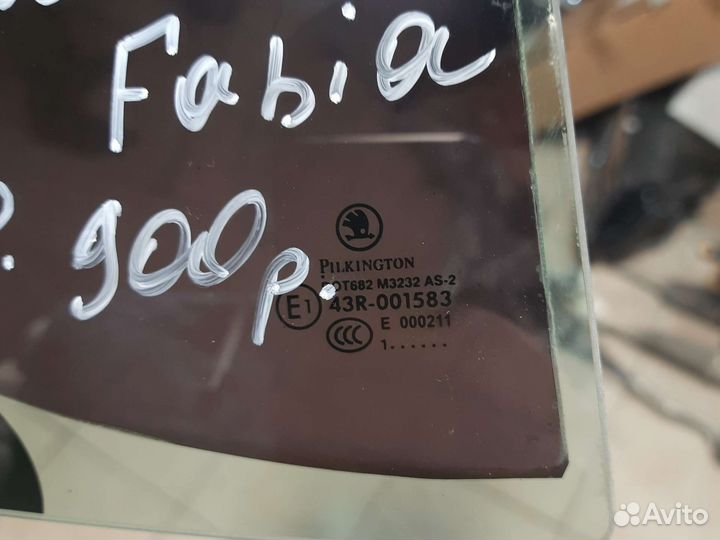 Fabia
900р.
PILKINGTON
DOT682 M3232 AS-2
E1 43R-001583
CCC E 000211
1......
Avito